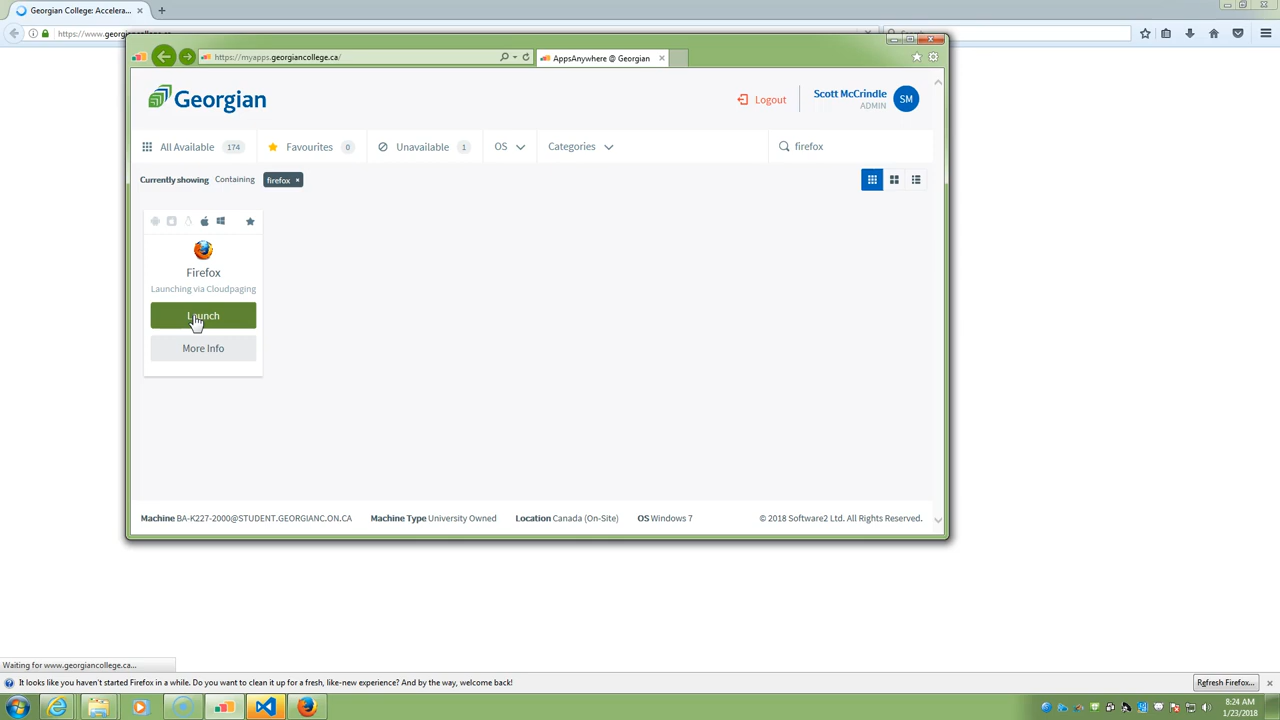 Georgian College: Accelera...
https://www.georgiancollege.ca
https://myapps.georgiancollege.ca/
AppsAnywhere @ Georgian
Georgian
Logout
Scott McCrindle
ADMIN
SM
All Available 174
Favourites 0
Unavailable 1
OS
Categories
firefox
Currently showing Containing firefox ×
Firefox
Launching via Cloudpaging
Launch
More Info
Machine BA-K227-2000@STUDENT.GEORGIANC.ON.CA Machine Type University Owned Location Canada (On-Site) OS Windows 7 © 2018 Software2 Ltd. All Rights Reserved.
Waiting for www.georgiancollege.ca...
It looks like you haven't started Firefox in a while. Do you want to clean it up for a fresh, like-new experience? And by the way, welcome back!
Refresh Firefox...
8:24 AM
1/23/2018